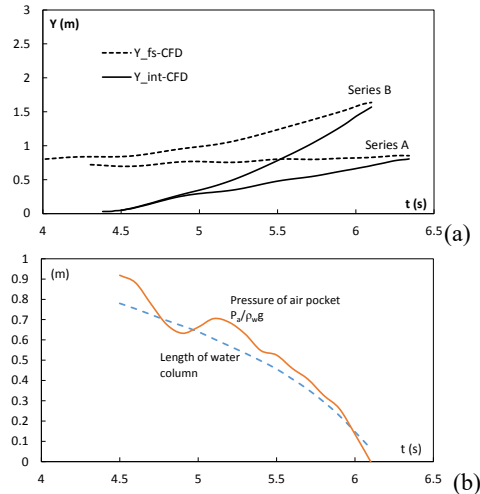 Y (m)
3
2.5
2
1.5
1
0.5
0
Y_fs-CFD
Y_int-CFD
Series B
Series A
t (s)
4 4.5 5 5.5 6 6.5
(a)
(m)
1
0.9
0.8
0.7
0.6
0.5
0.4
0.3
0.2
0.1
0
Pressure of air pocket
Pₐ/ρ_wg
Length of water
column
t (s)
4 4.5 5 5.5 6 6.5
(b)